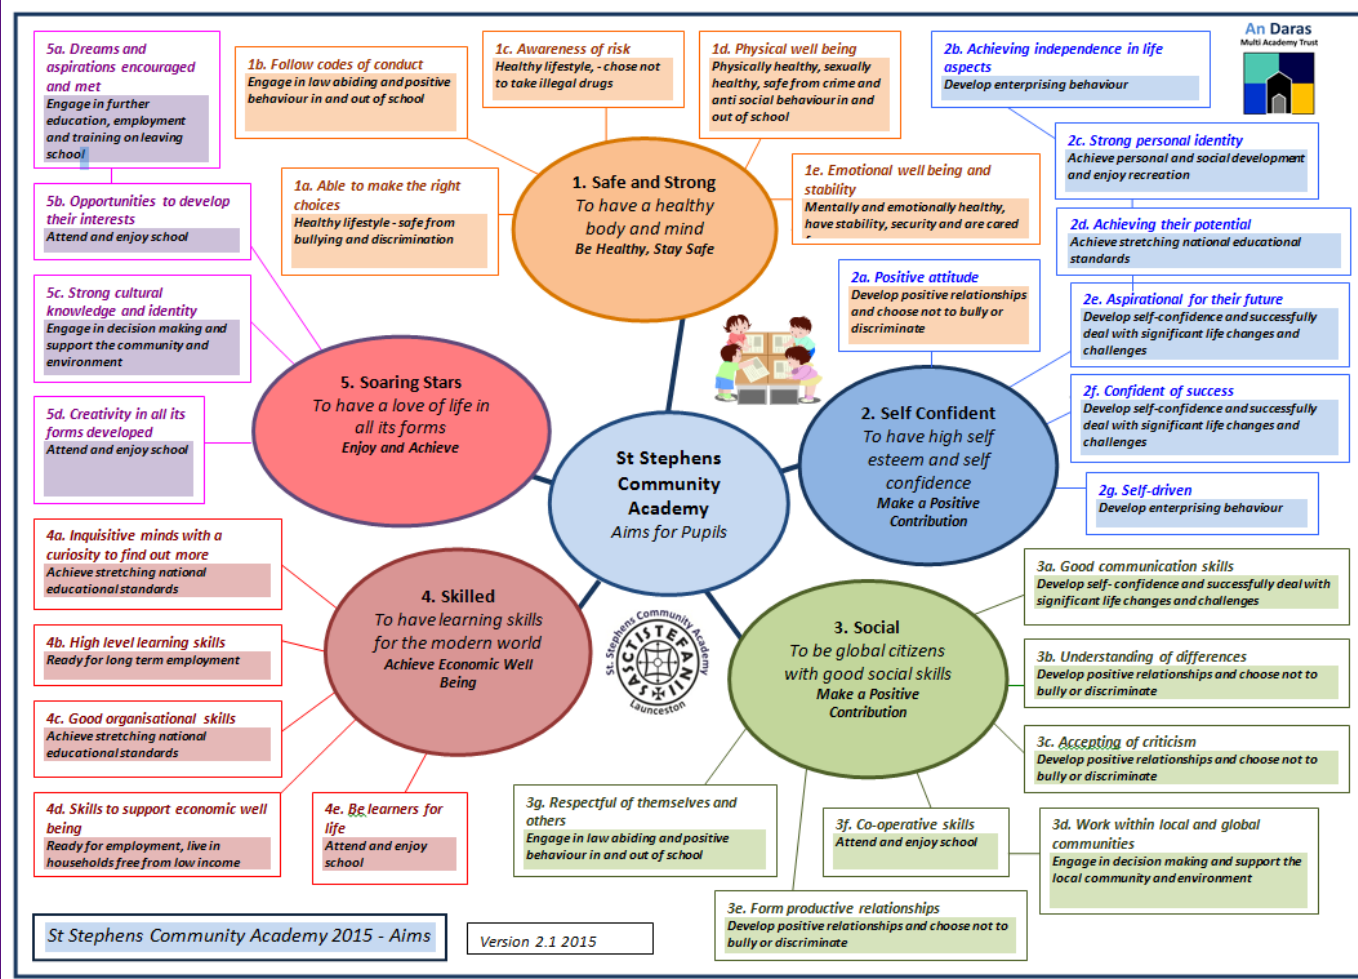 An Daras
Multi Academy Trust
5a. Dreams and
aspirations encouraged
and met
Engage in further
education, employment
and training on leaving
school
1b. Follow codes of conduct
Engage in law abiding and positive
behaviour in and out of school
1c. Awareness of risk
Healthy lifestyle, - chose not
to take illegal drugs
1d. Physical well being
Physically healthy, sexually
healthy, safe from crime and
anti social behaviour in and
out of school
2b. Achieving independence in life
aspects
Develop enterprising behaviour
2c. Strong personal identity
Achieve personal and social development
and enjoy recreation
5b. Opportunities to develop
their interests
Attend and enjoy school
1a. Able to make the right
choices
Healthy lifestyle - safe from
bullying and discrimination
1. Safe and Strong
To have a healthy
body and mind
Be Healthy, Stay Safe
1e. Emotional well being and
stability
Mentally and emotionally healthy,
have stability, security and are cared
2d. Achieving their potential
Achieve stretching national educational
standards
5c. Strong cultural
knowledge and identity
Engage in decision making and
support the community and
environment
2a. Positive attitude
Develop positive relationships
and choose not to bully or
discriminate
2e. Aspirational for their future
Develop self-confidence and successfully
deal with significant life changes and
challenges
5. Soaring Stars
To have a love of life in
all its forms
Enjoy and Achieve
5d. Creativity in all its
forms developed
Attend and enjoy school
2. Self Confident
To have high self
esteem and self
confidence
Make a Positive
Contribution
2f. Confident of success
Develop self-confidence and successfully
deal with significant life changes and
challenges
St Stephens
Community
Academy
Aims for Pupils
2g. Self-driven
Develop enterprising behaviour
4a. Inquisitive minds with a
curiosity to find out more
Achieve stretching national
educational standards
4. Skilled
To have learning skills
for the modern world
Achieve Economic Well
Being
St. Stephens Community Academy
SANCTISTEFANII
Launceston
3. Social
To be global citizens
with good social skills
Make a Positive
Contribution
3a. Good communication skills
Develop self- confidence and successfully deal with
significant life changes and challenges
4b. High level learning skills
Ready for long term employment
3b. Understanding of differences
Develop positive relationships and choose not to
bully or discriminate
4c. Good organisational skills
Achieve stretching national
educational standards
3c. Accepting of criticism
Develop positive relationships and choose not to
bully or discriminate
4d. Skills to support economic well
being
Ready for employment, live in
households free from low income
4e. Be learners for
life
Attend and enjoy
school
3g. Respectful of themselves and
others
Engage in law abiding and positive
behaviour in and out of school
3f. Co-operative skills
Attend and enjoy school
3d. Work within local and global
communities
Engage in decision making and support the
local community and environment
3e. Form productive relationships
Develop positive relationships and choose not to
bully or discriminate
St Stephens Community Academy 2015 - Aims
Version 2.1 2015